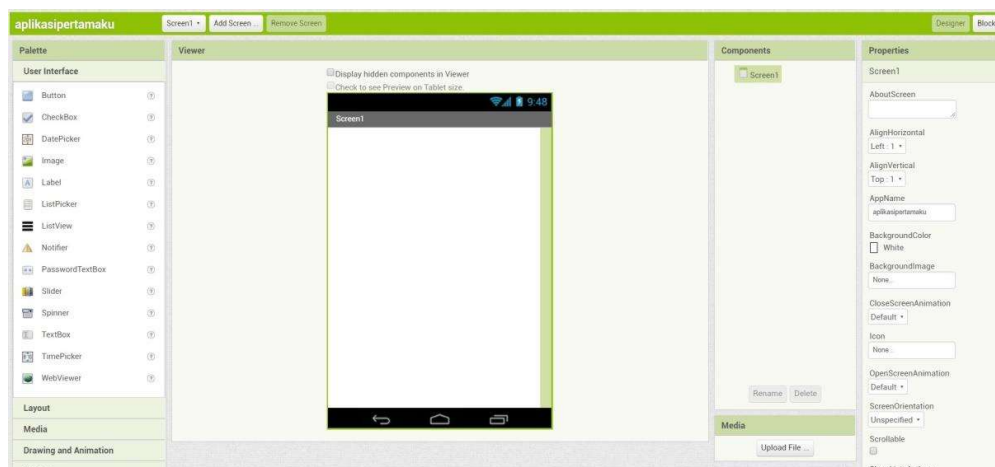 aplikasipertamaku
Screen1
Add Screen ...
Remove Screen
Designer
Block
Palette
User Interface
Button
CheckBox
DatePicker
Image
Label
ListPicker
ListView
Notifier
PasswordTextBox
Slider
Spinner
TextBox
TimePicker
WebViewer
Layout
Media
Drawing and Animation
Viewer
Display hidden components in Viewer
Check to see Preview on Tablet size.
9:48
Screen1
Components
Screen1
Rename
Delete
Media
Upload File ...
Properties
Screen1
AboutScreen
AlignHorizontal
Left : 1
AlignVertical
Top : 1
AppName
aplikasipertamaku
BackgroundColor
White
BackgroundImage
None...
CloseScreenAnimation
Default
Icon
None...
OpenScreenAnimation
Default
ScreenOrientation
Unspecified
Scrollable